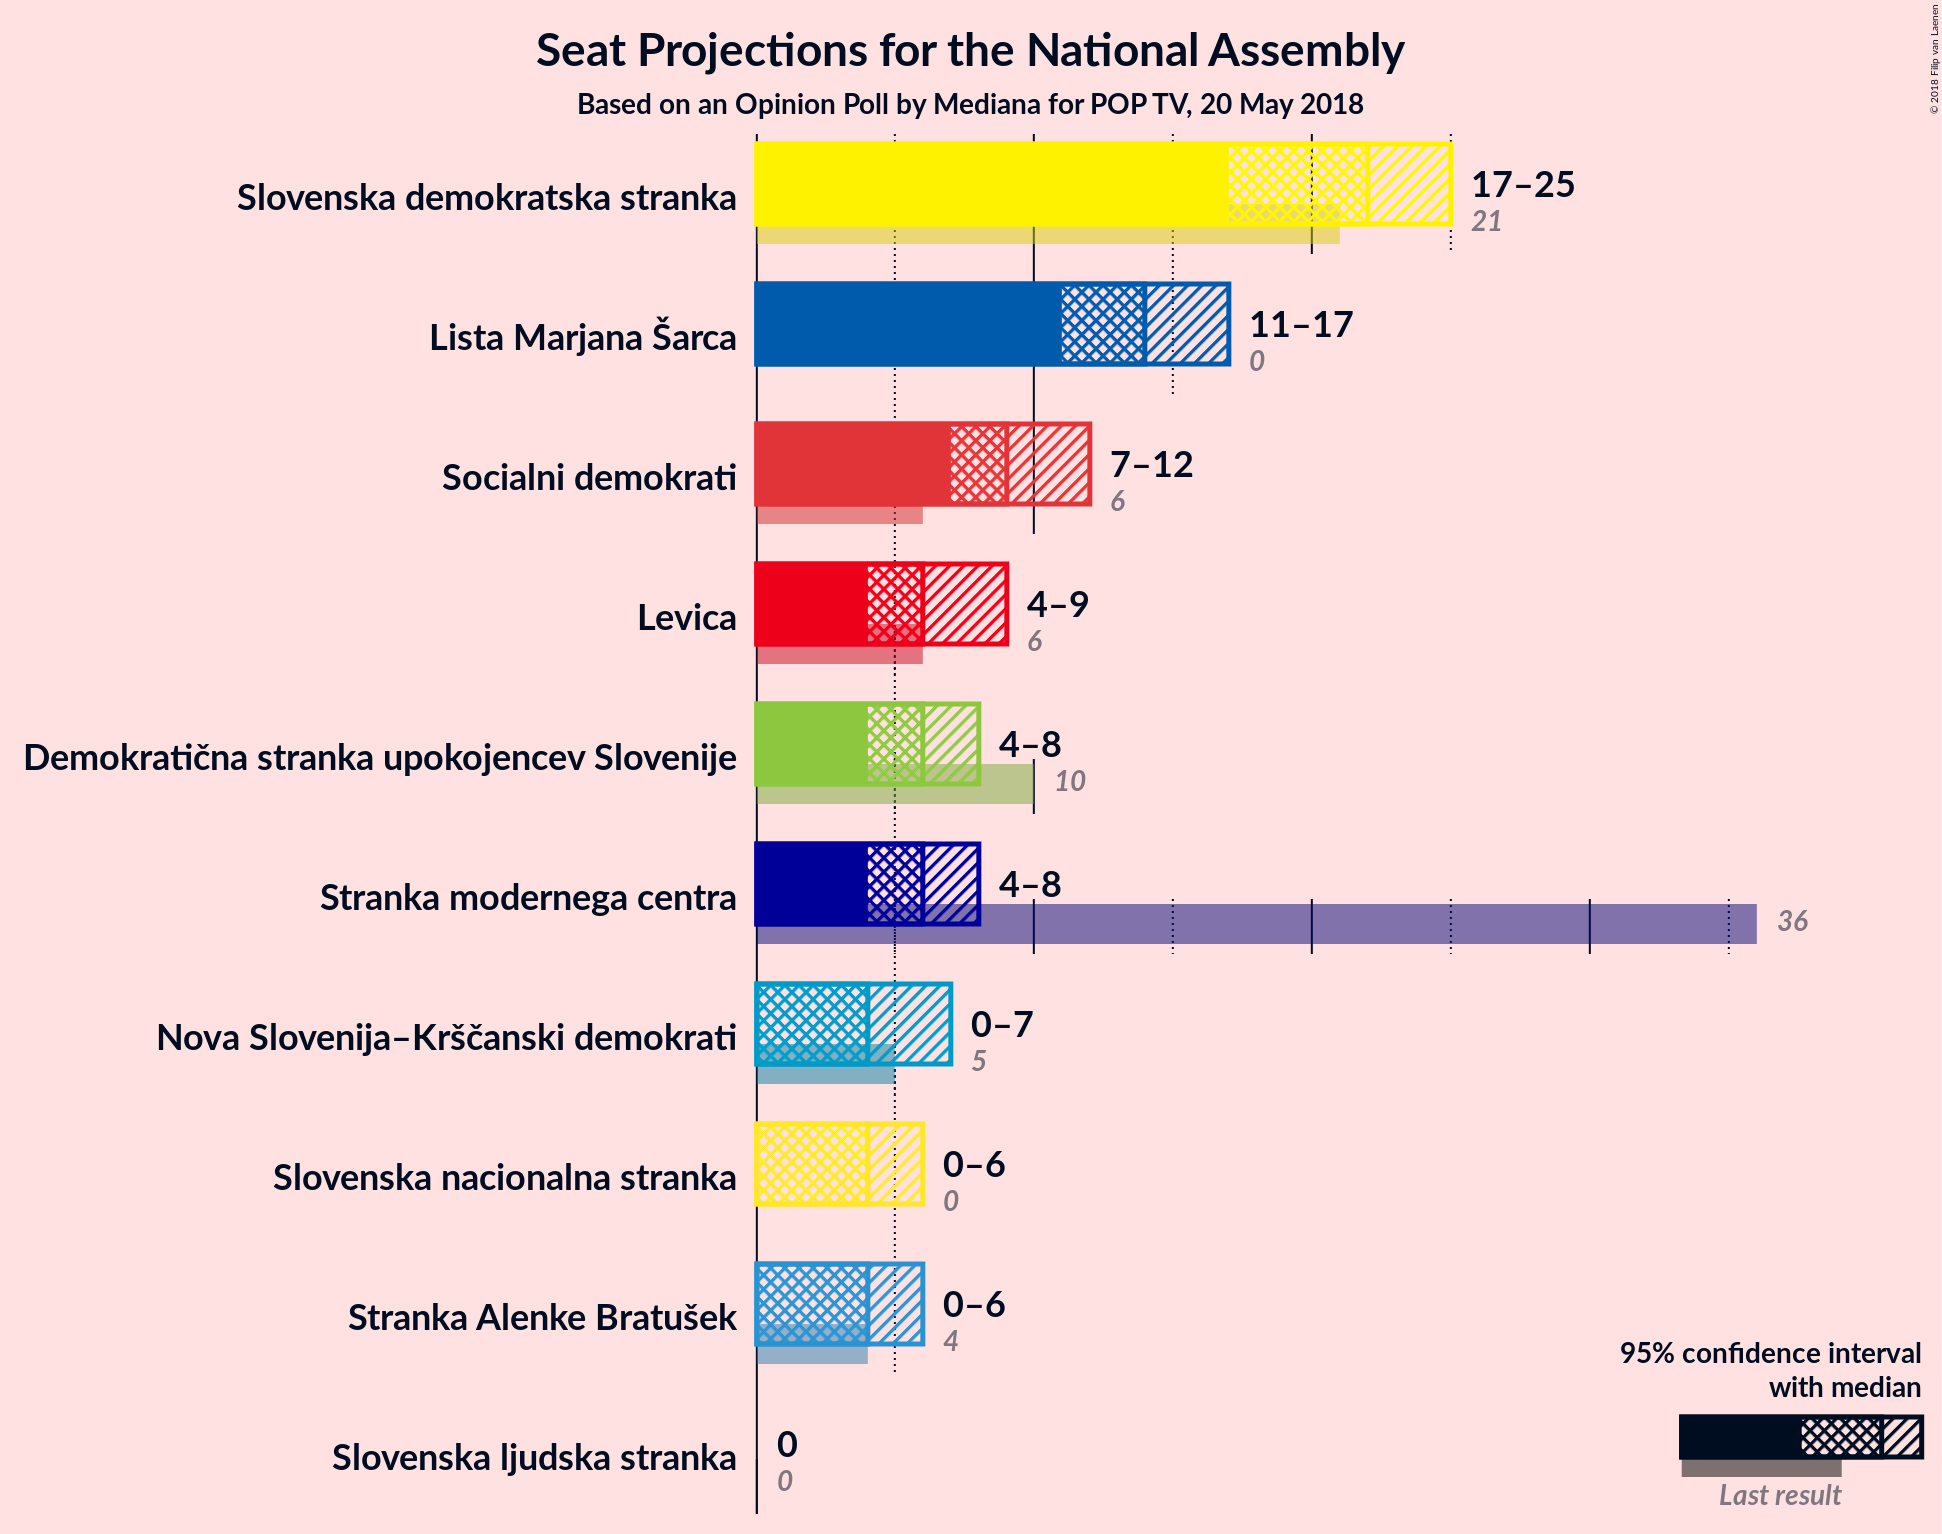 Seat Projections for the National Assembly
Based on an Opinion Poll by Mediana for POP TV, 20 May 2018
© 2018 Filip van Laenen
Slovenska demokratska stranka
17–25
21
Lista Marjana Šarca
11–17
0
Socialni demokrati
7–12
6
Levica
4–9
6
Demokratična stranka upokojencev Slovenije
4–8
10
Stranka modernega centra
4–8
36
Nova Slovenija–Krščanski demokrati
0–7
5
Slovenska nacionalna stranka
0–6
0
Stranka Alenke Bratušek
0–6
4
Slovenska ljudska stranka
0
0
95% confidence interval
with median
Last result